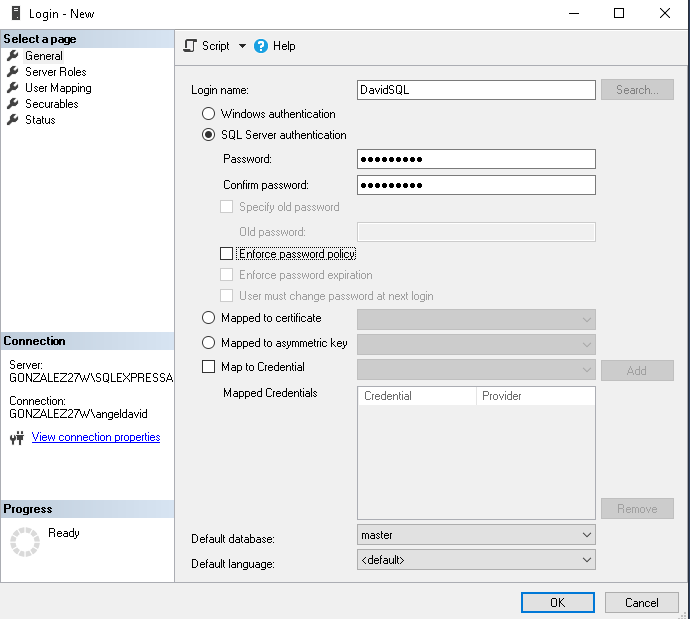 Login - New
Select a page
General
Server Roles
User Mapping
Securables
Status
Script
Help
Login name:
DavidSQL
Search...
Windows authentication
SQL Server authentication
Password:
●●●●●●●●●
Confirm password:
●●●●●●●●●
Specify old password
Old password:
Enforce password policy
Enforce password expiration
User must change password at next login
Mapped to certificate
Mapped to asymmetric key
Map to Credential
Add
Mapped Credentials
Credential Provider
Remove
Default database:
master
Default language:
<default>
Connection
Server:
GONZALEZ27W\SQLEXPRESSA
Connection:
GONZALEZ27W\angeldavid
View connection properties
Progress
Ready
OK
Cancel